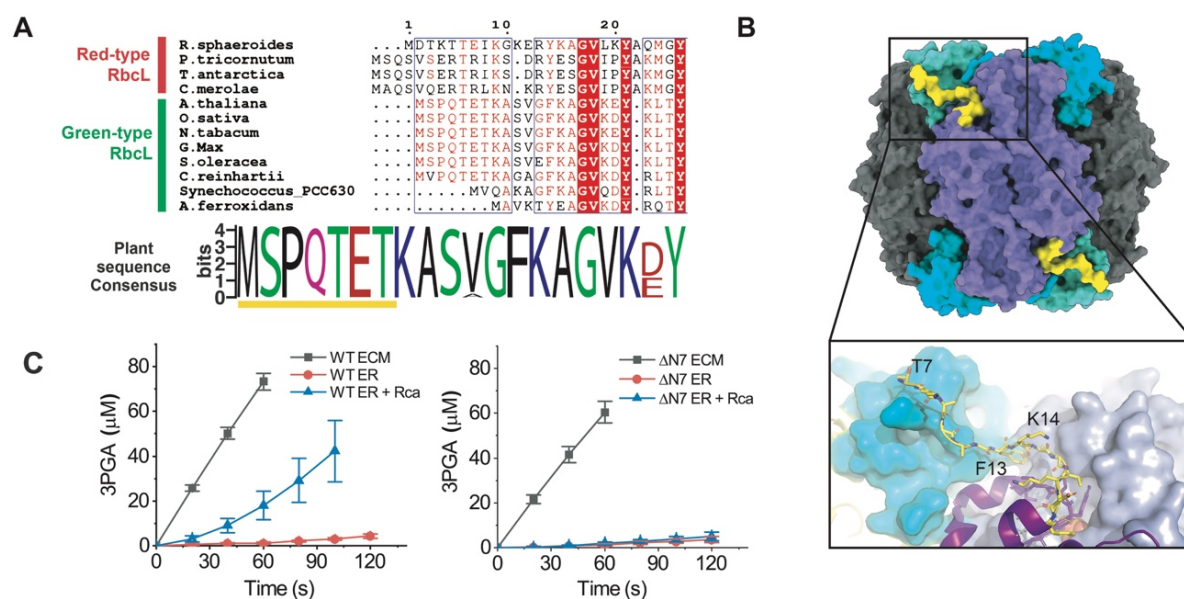 A
1 10 20
Red-type
RbcL
R.sphaeroides ...MDTKTTEIKGKERYKAGVLKYAQMGY
P.tricornutum MSQSVSERTRIKS.DRYESGVIPYAKMGY
T.antarctica MSQSVSERTRIKS.DRYESGVIPYAKMGY
C.merolae MAQSVQERTRLKN.KRYESGVIPYAKMGY
Green-type
RbcL
A.thaliana ....MSPQTETKASVGFKAGVKEY.KLTY
O.sativa ....MSPQTETKASVGFKAGVKDY.KLTY
N.tabacum ....MSPQTETKASVGFKAGVKEY.KLTY
G.Max ....MSPQTETKASVGFKAGVKDY.KLTY
S.oleracea ....MSPQTETKASVEFKAGVKDY.KLTY
C.reinhartii ....MVPQTETKAGAGFKAGVKDY.RLTY
Synechococcus_PCC630 .........MVQAKAGFKAGVQDY.RLTY
A.ferroxidans ...........MAVKTYEAGVKDY.RQTY
Plant
sequence
Consensus
bits
4
3
2
1
0
MSPQTETKASVGFKAGVKDY
E
B
T7
K14
F13
C
3PGA (μM)
80
60
40
20
0
WT ECM
WT ER
WT ER + Rca
0 30 60 90 120
Time (s)
3PGA (μM)
80
60
40
20
0
ΔN7 ECM
ΔN7 ER
ΔN7 ER + Rca
0 30 60 90 120
Time (s)